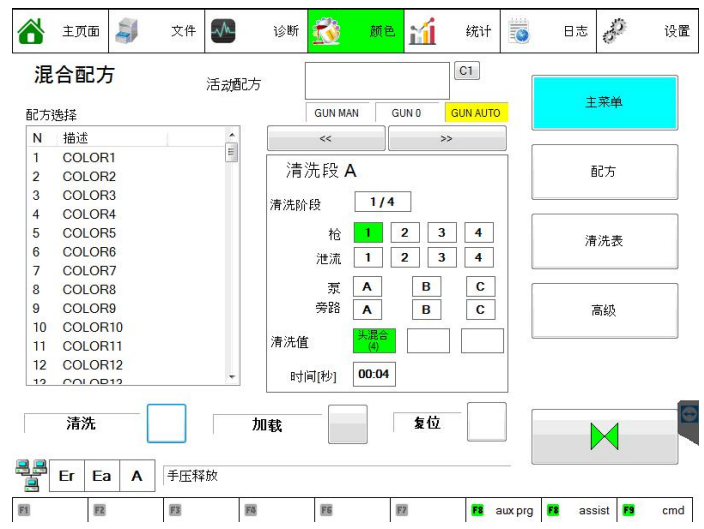 主页面 文件 诊断 颜色 统计 日志 设置
混合配方 活动配方 C1
GUN MAN GUN 0 GUN AUTO
配方选择
<< >>
N 描述
1 COLOR1
2 COLOR2
3 COLOR3
4 COLOR4
5 COLOR5
6 COLOR6
7 COLOR7
8 COLOR8
9 COLOR9
10 COLOR10
11 COLOR11
12 COLOR12
13 COLOR13
清洗段 A
清洗阶段 1 / 4
枪 1 2 3 4
泄流 1 2 3 4
泵 A B C
旁路 A B C
清洗值 头混合
(4)
时间[秒] 00:04
主菜单
配方
清洗表
高级
清洗 加载 复位
Er Ea A 手压释放
F1 F2 F3 F4 F6 F7 F8 aux prg F8 assist F9 cmd